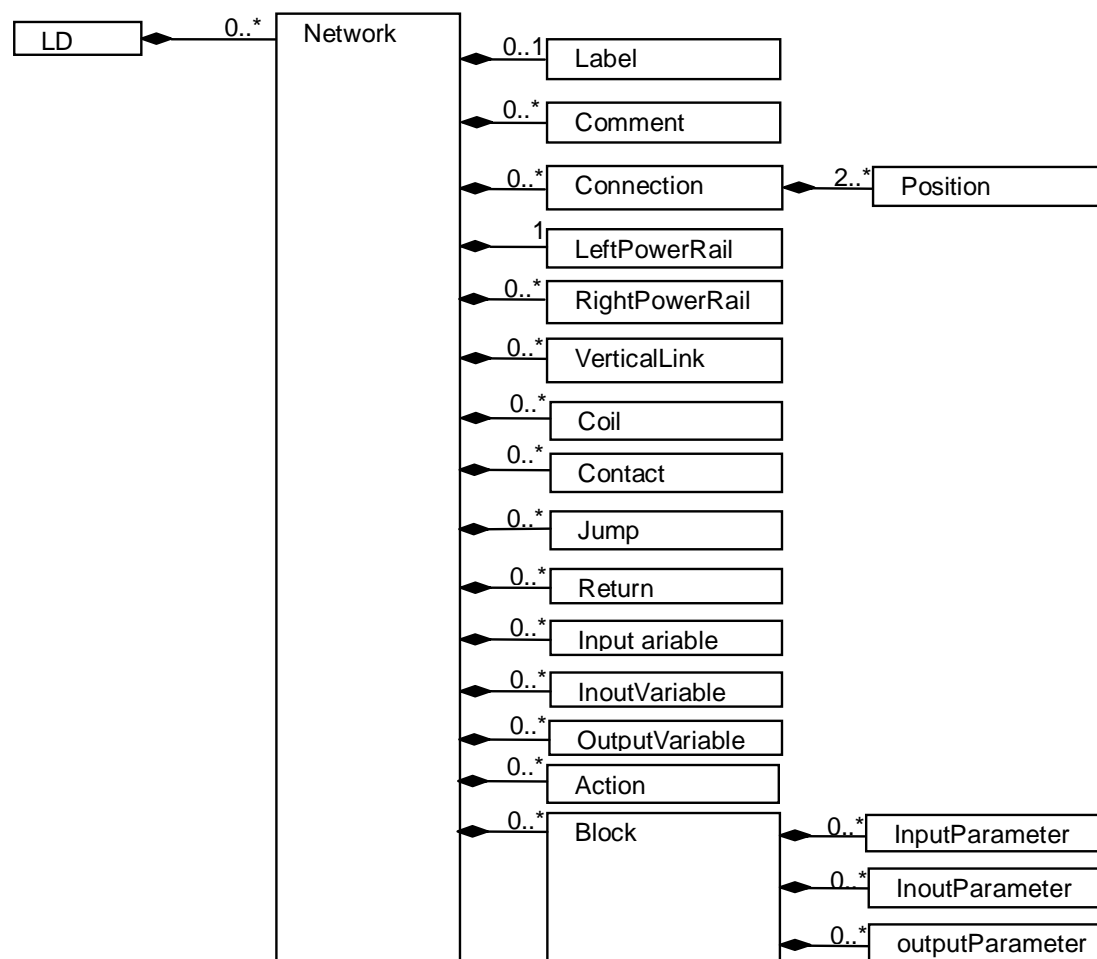 LD
0..*
Network
0..1
Label
0..*
Comment
0..*
Connection
2..*
Position
1
LeftPowerRail
0..*
RightPowerRail
0..*
VerticalLink
0..*
Coil
0..*
Contact
0..*
Jump
0..*
Return
0..*
Input ariable
0..*
InoutVariable
0..*
OutputVariable
0..*
Action
0..*
Block
0..*
InputParameter
0..*
InoutParameter
0..*
outputParameter